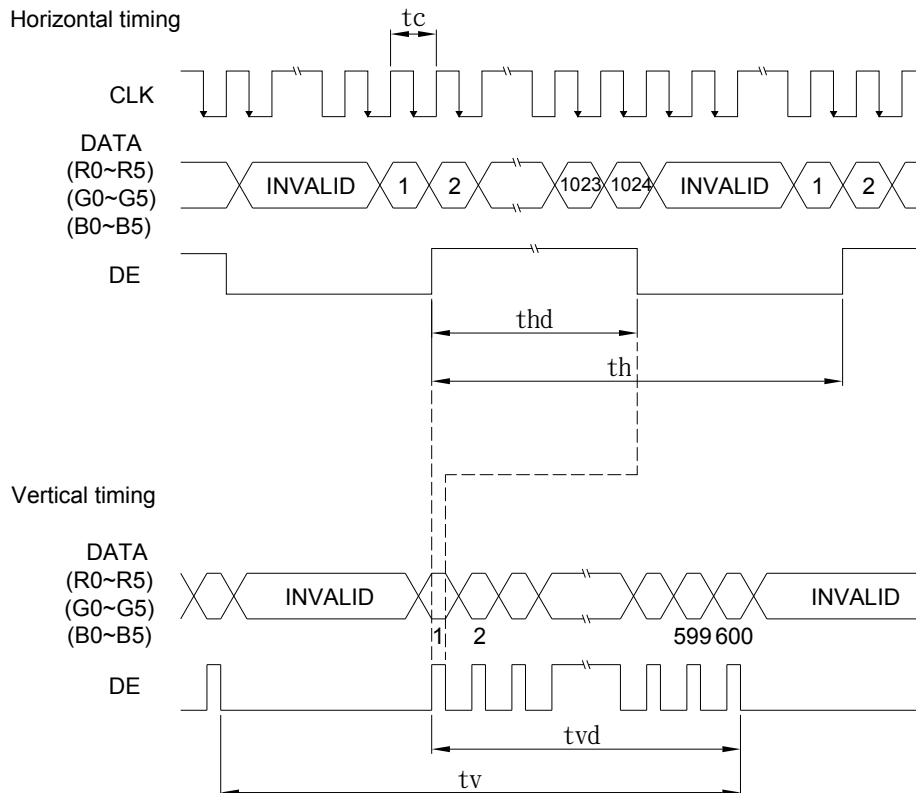 Horizontal timing
tc
CLK
DATA
(R0~R5)
(G0~G5)
(B0~B5)
INVALID 1 2 1023 1024 INVALID 1 2
DE
thd
th
Vertical timing
DATA
(R0~R5)
(G0~G5)
(B0~B5)
INVALID INVALID
1 2 599 600
DE
tvd
tv